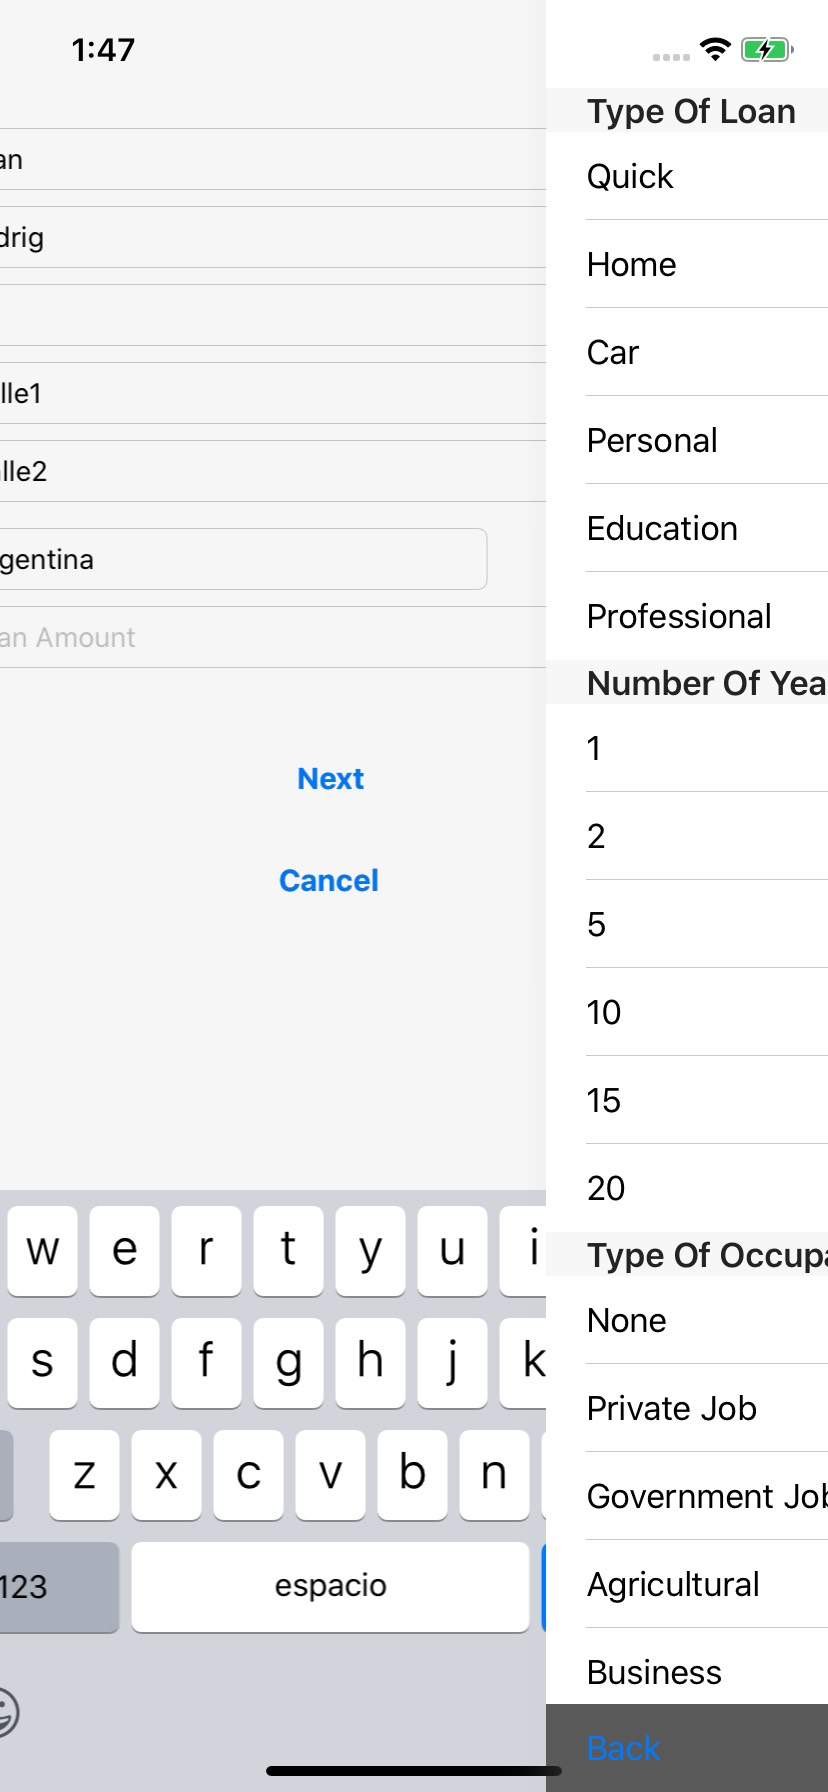 1:47
an
drig
lle1
lle2
gentina
an Amount
Next
Cancel
w e r t y u i
s d f g h j k
z x c v b n
123
espacio
Type Of Loan
Quick
Home
Car
Personal
Education
Professional
Number Of Yea
1
2
5
10
15
20
Type Of Occupa
None
Private Job
Government Job
Agricultural
Business
Back